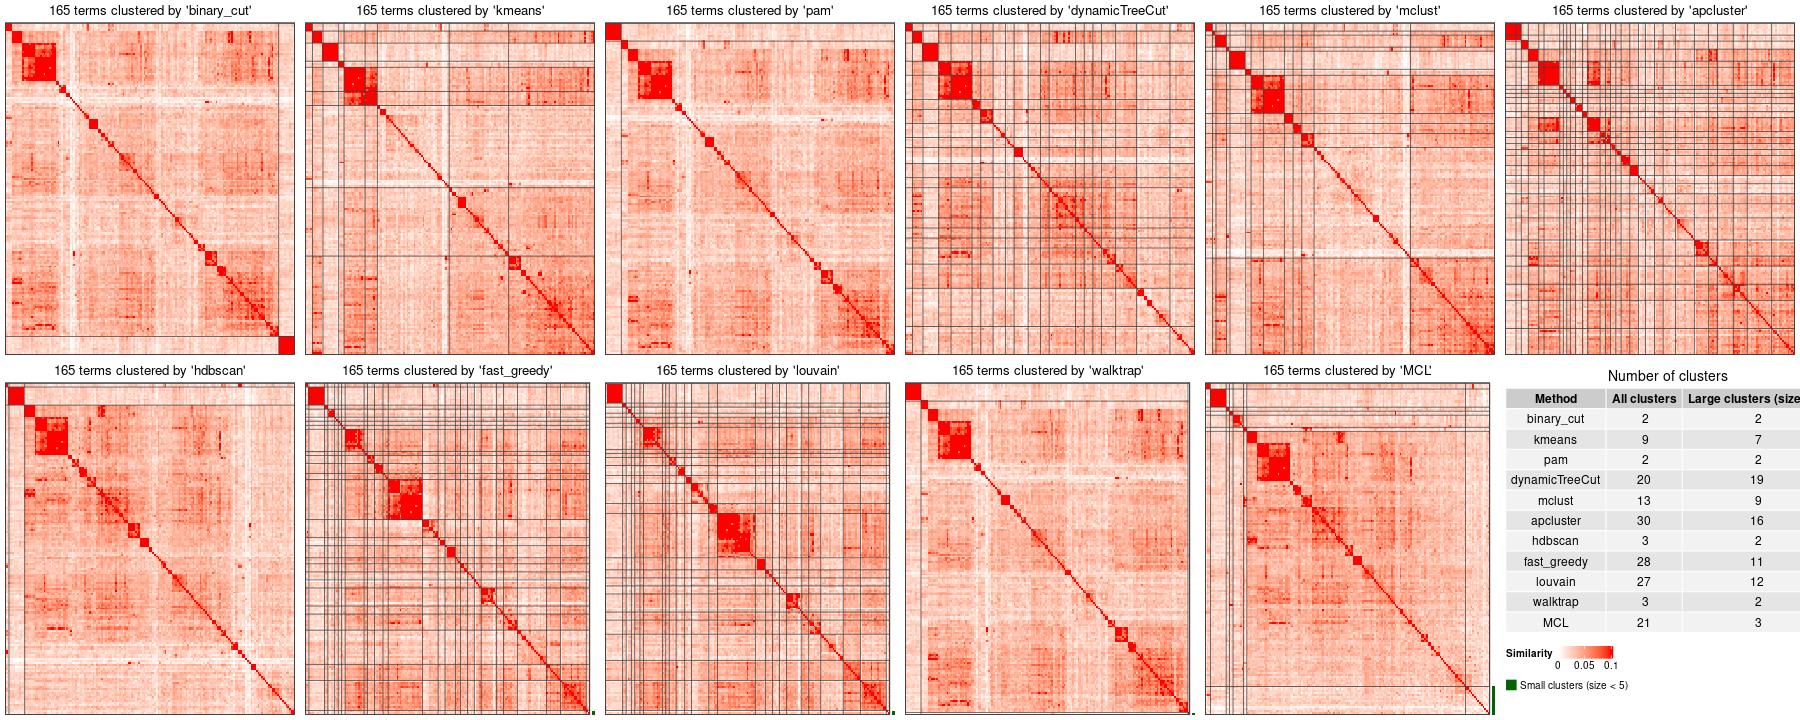 165 terms clustered by 'binary_cut'
165 terms clustered by 'kmeans'
165 terms clustered by 'pam'
165 terms clustered by 'dynamicTreeCut'
165 terms clustered by 'mclust'
165 terms clustered by 'apcluster'
165 terms clustered by 'hdbscan'
165 terms clustered by 'fast_greedy'
165 terms clustered by 'louvain'
165 terms clustered by 'walktrap'
165 terms clustered by 'MCL'
Number of clusters
Method All clusters Large clusters (size
binary_cut 2 2
kmeans 9 7
pam 2 2
dynamicTreeCut 20 19
mclust 13 9
apcluster 30 16
hdbscan 3 2
fast_greedy 28 11
louvain 27 12
walktrap 3 2
MCL 21 3
Similarity
0 0.05 0.1
Small clusters (size < 5)